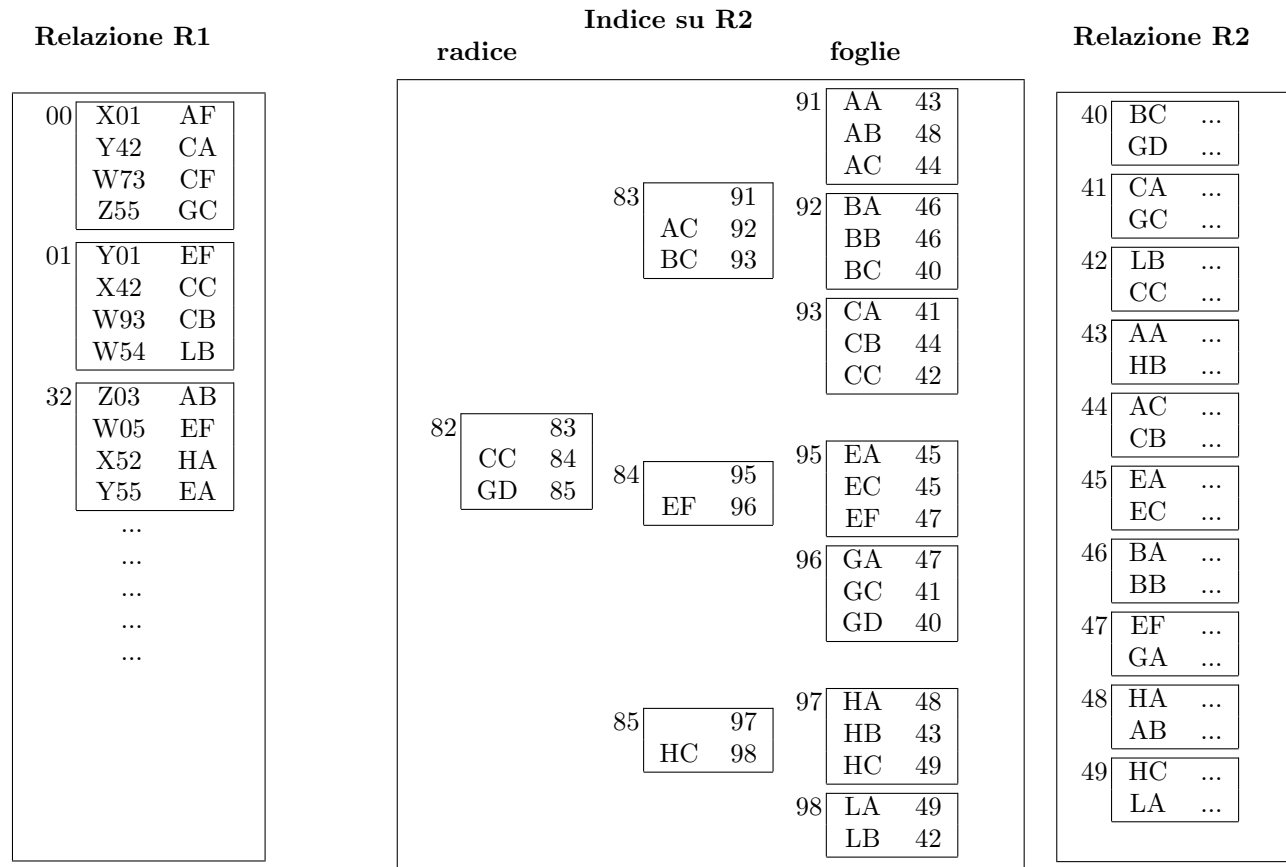 Relazione R1
Indice su R2
radice foglie
Relazione R2
00 X01 AF
Y42 CA
W73 CF
Z55 GC
01 Y01 EF
X42 CC
W93 CB
W54 LB
32 Z03 AB
W05 EF
X52 HA
Y55 EA
...
...
...
...
...
82 83
CC 84
GD 85
83 91
AC 92
BC 93
84 95
EF 96
85 97
HC 98
91 AA 43
AB 48
AC 44
92 BA 46
BB 46
BC 40
93 CA 41
CB 44
CC 42
95 EA 45
EC 45
EF 47
96 GA 47
GC 41
GD 40
97 HA 48
HB 43
HC 49
98 LA 49
LB 42
40 BC ...
GD ...
41 CA ...
GC ...
42 LB ...
CC ...
43 AA ...
HB ...
44 AC ...
CB ...
45 EA ...
EC ...
46 BA ...
BB ...
47 EF ...
GA ...
48 HA ...
AB ...
49 HC ...
LA ...